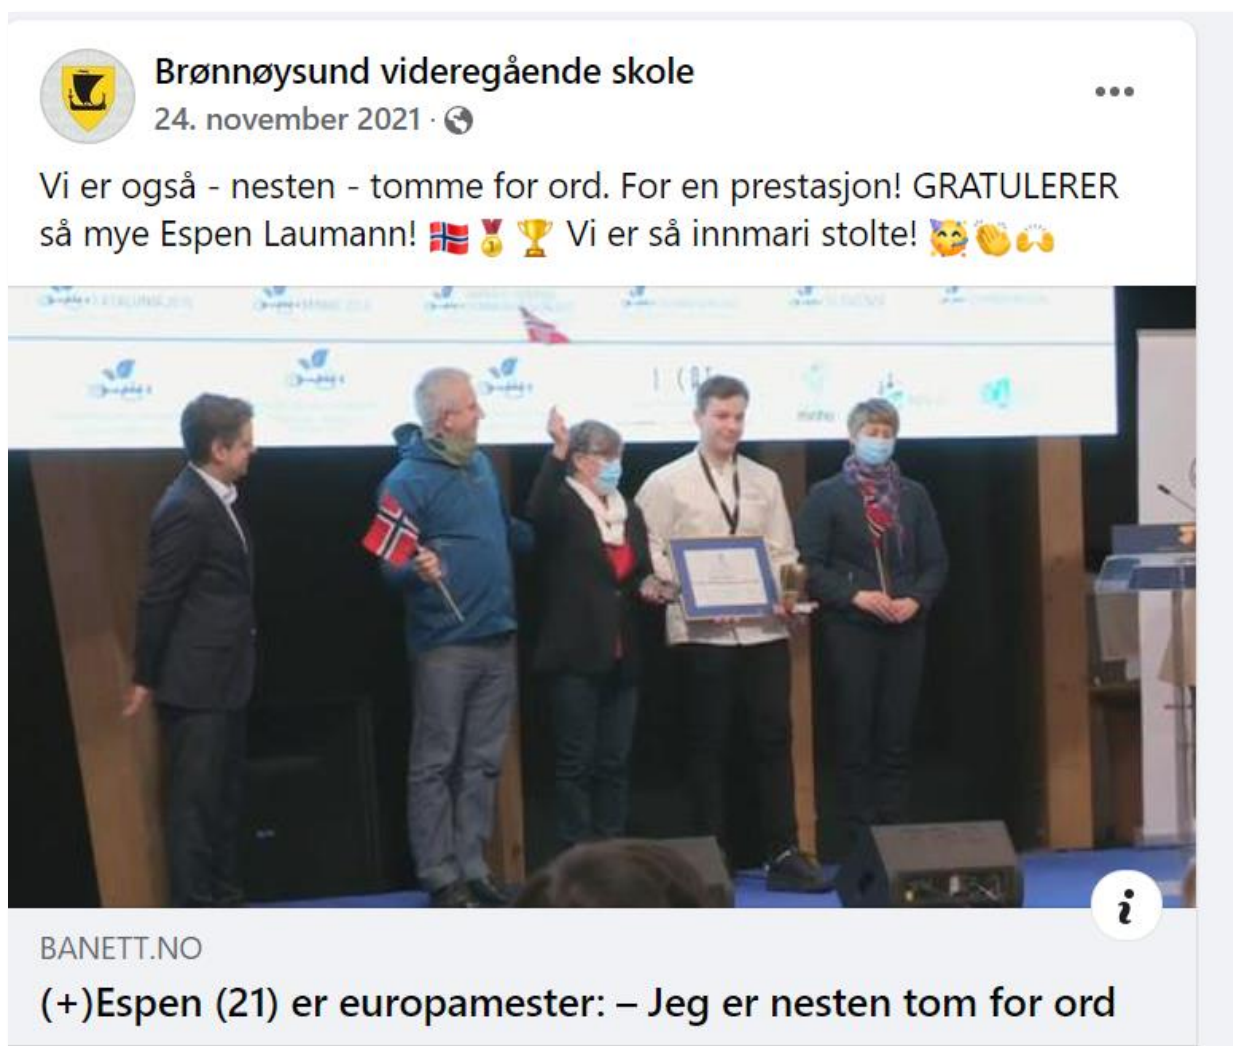 Brønnøysund videregående skole
24. november 2021 ·
Vi er også - nesten - tomme for ord. For en prestasjon! GRATULERER
så mye Espen Laumann! 🇳🇴🥇🏆 Vi er så innmari stolte! 🥳👏🙌
minho
BANETT.NO
(+)Espen (21) er europamester: – Jeg er nesten tom for ord